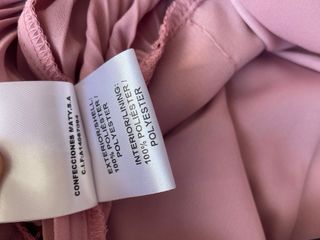 CONFECCIONES MATY,S.A
EXTERIOR/SHELL:
100% POLIESTER /
POLYESTER
INTERIOR/LINING:
100% POLIESTER /
POLYESTER